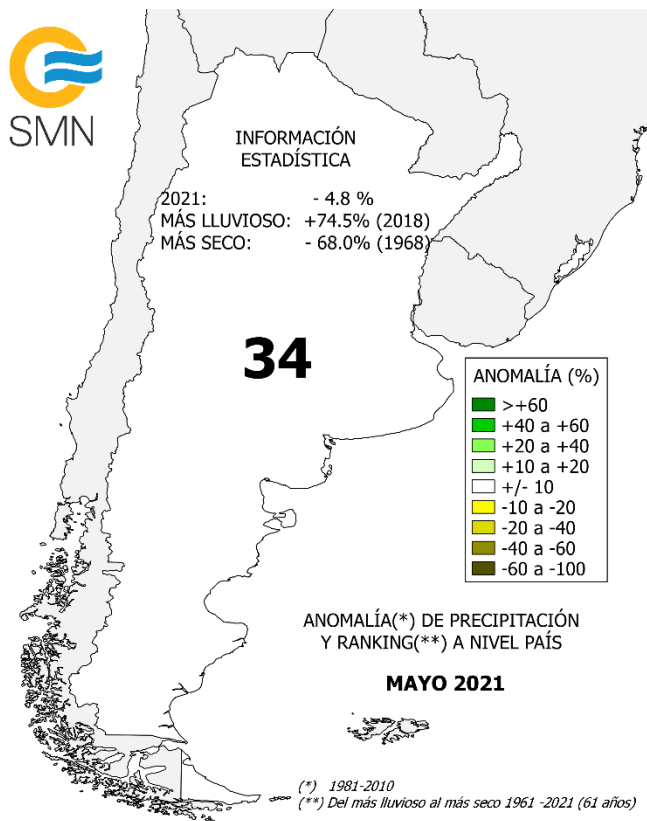 SMN
INFORMACIÓN
ESTADÍSTICA
2021: - 4.8 %
MÁS LLUVIOSO: +74.5% (2018)
MÁS SECO: - 68.0% (1968)
34
ANOMALÍA (%)
>+60
+40 a +60
+20 a +40
+10 a +20
+/- 10
-10 a -20
-20 a -40
-40 a -60
-60 a -100
ANOMALÍA(*) DE PRECIPITACIÓN
Y RANKING(**) A NIVEL PAÍS
MAYO 2021
(*) 1981-2010
(**) Del más lluvioso al más seco 1961 -2021 (61 años)